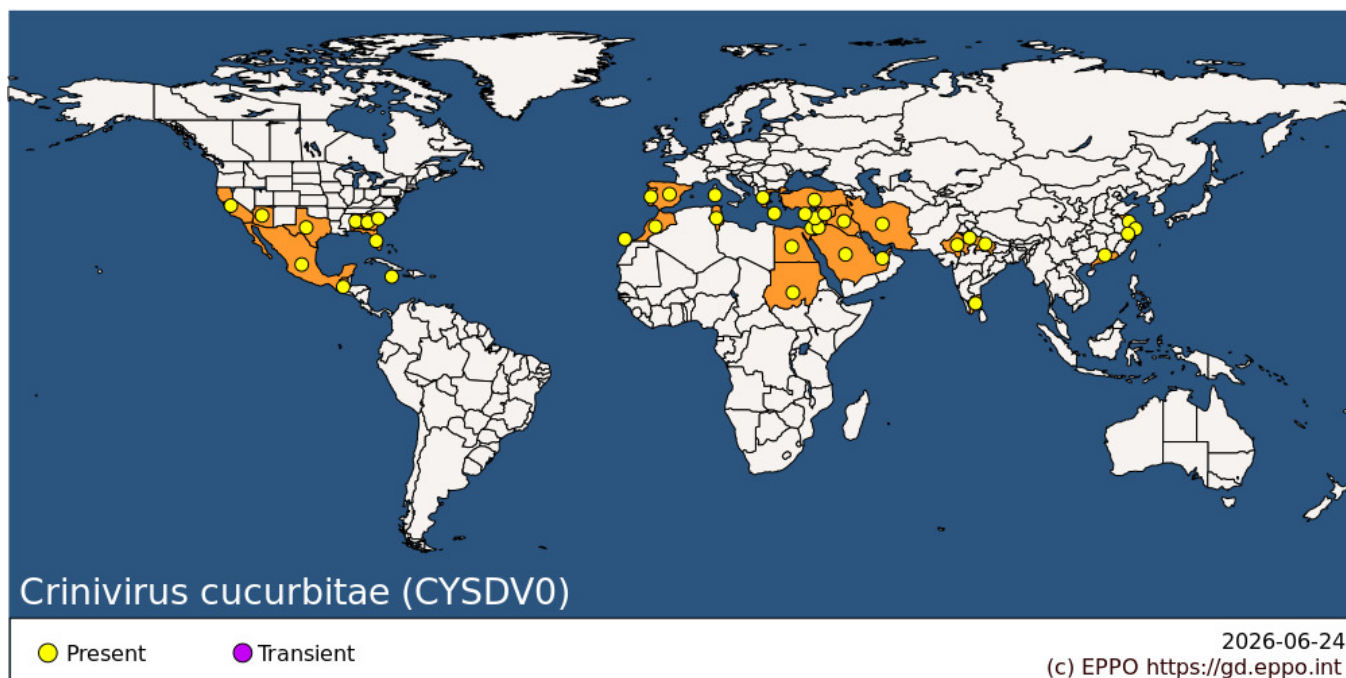 Crinivirus cucurbitae (CYSDV0)
Present
Transient
2026-06-24
(c) EPPO https://gd.eppo.int